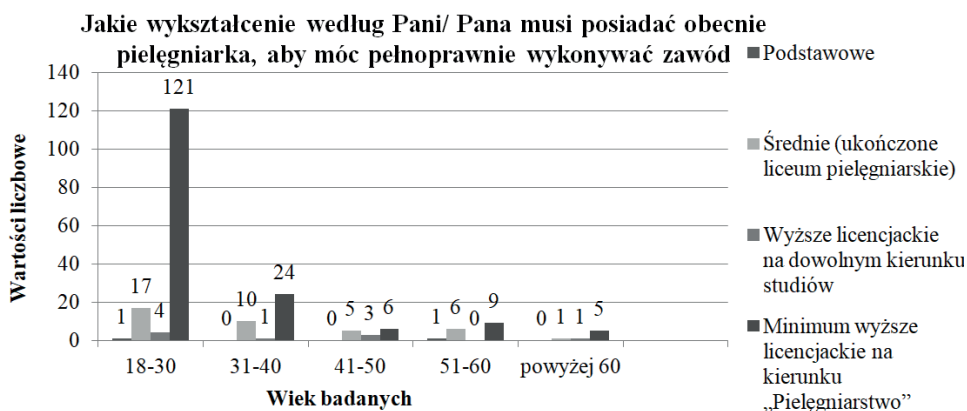 Jakie wykształcenie według Pani/ Pana musi posiadać obecnie
pielęgniarka, aby móc pełnoprawnie wykonywać zawód
140
120
100
80
60
40
20
0
Wartości liczbowe
1
17
4
121
0
10
1
24
0
5
3
6
1
6
0
9
0
1
1
5
18-30
31-40
41-50
51-60
powyżej 60
Wiek badanych
Podstawowe
Średnie (ukończone
liceum pielęgniarskie)
Wyższe licencjackie
na dowolnym kierunku
studiów
Minimum wyższe
licencjackie na
kierunku
„Pielęgniarstwo”